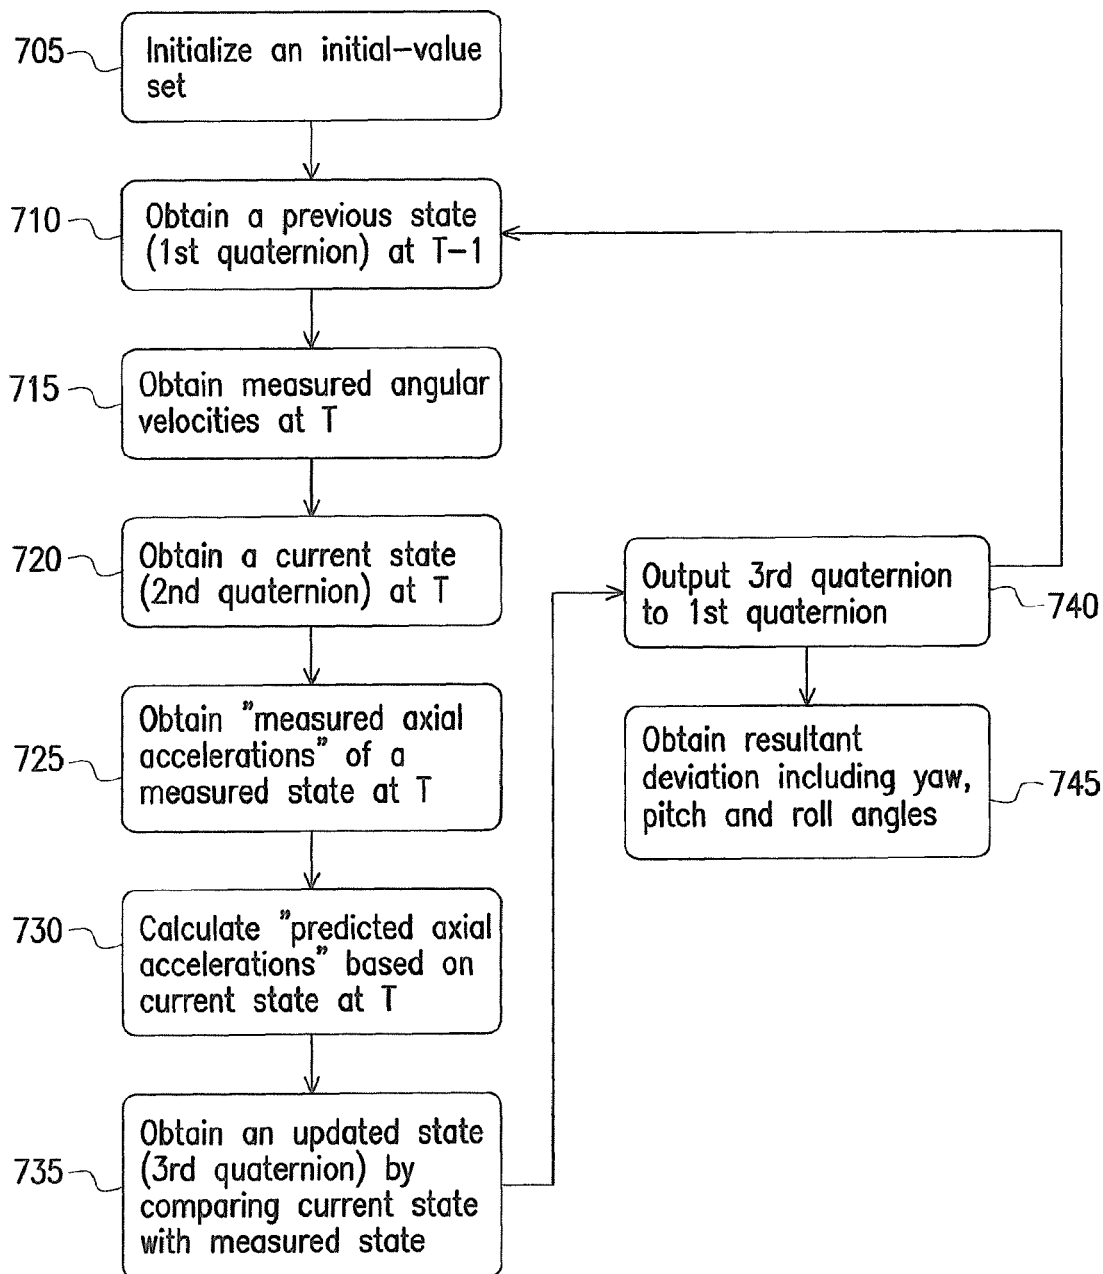 705
Initialize an initial-value
set
710
Obtain a previous state
(1st quaternion) at T-1
715
Obtain measured angular
velocities at T
720
Obtain a current state
(2nd quaternion) at T
725
Obtain "measured axial
accelerations" of a
measured state at T
730
Calculate "predicted axial
accelerations" based on
current state at T
735
Obtain an updated state
(3rd quaternion) by
comparing current state
with measured state
Output 3rd quaternion
to 1st quaternion
740
Obtain resultant
deviation including yaw,
pitch and roll angles
745